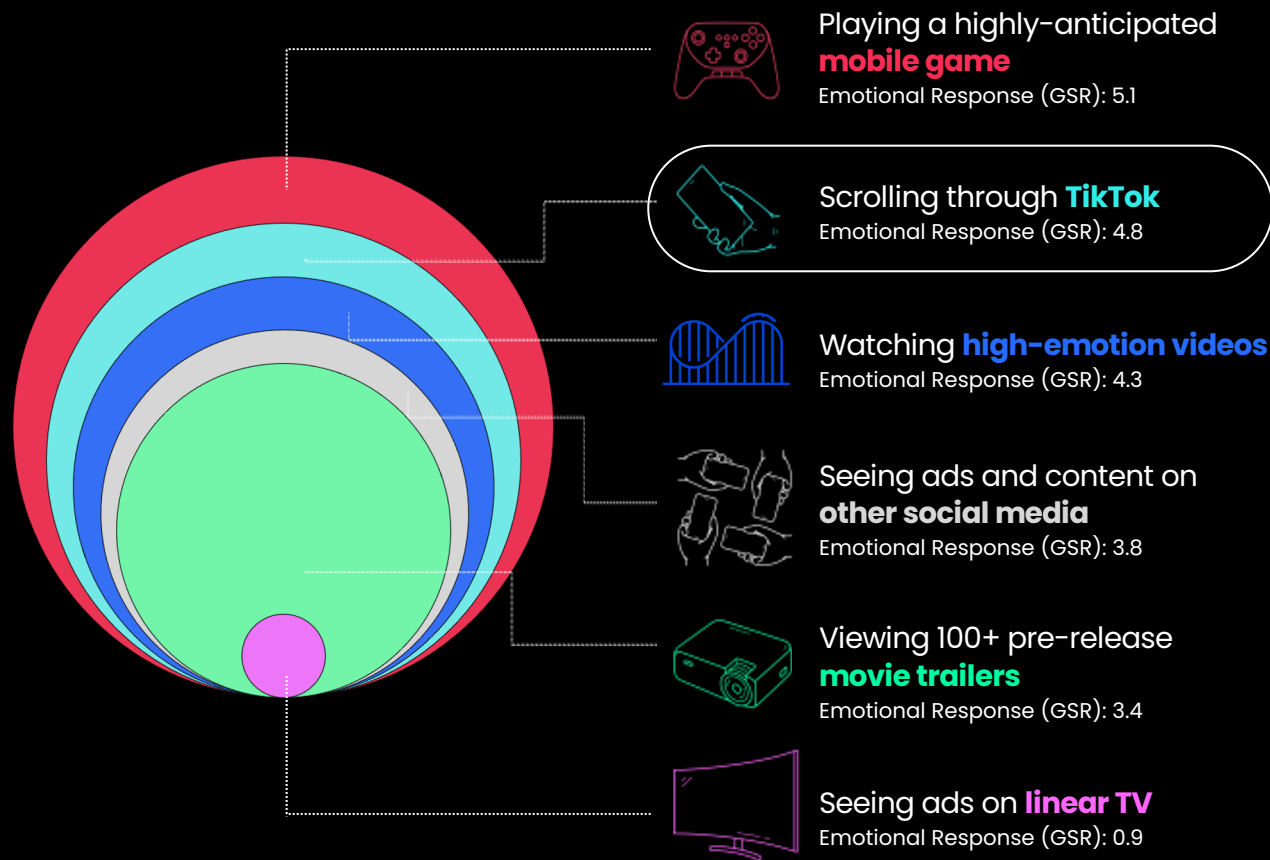 Playing a highly-anticipated
mobile game
Emotional Response (GSR): 5.1
Scrolling through TikTok
Emotional Response (GSR): 4.8
Watching high-emotion videos
Emotional Response (GSR): 4.3
Seeing ads and content on
other social media
Emotional Response (GSR): 3.8
Viewing 100+ pre-release
movie trailers
Emotional Response (GSR): 3.4
Seeing ads on linear TV
Emotional Response (GSR): 0.9